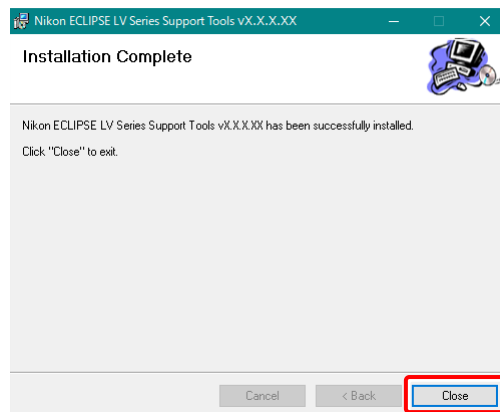 Nikon ECLIPSE LV Series Support Tools vX.X.X.XX
Installation Complete
Nikon ECLIPSE LV Series Support Tools vX.X.X.XX has been successfully installed.
Click "Close" to exit.
Cancel
< Back
Close